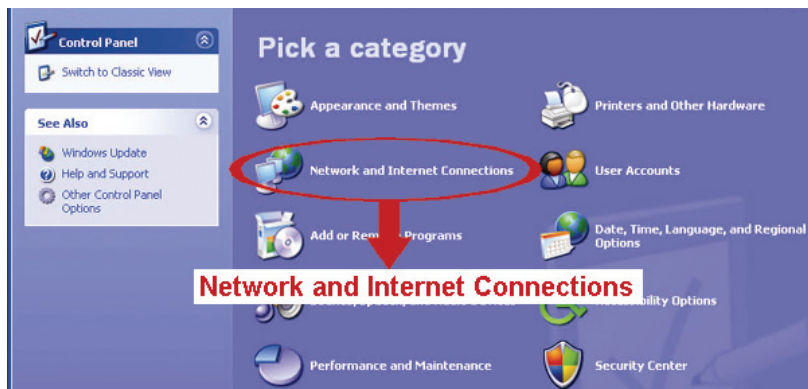 Control Panel
Switch to Classic View
See Also
Windows Update
Help and Support
Other Control Panel
Options
Pick a category
Appearance and Themes
Printers and Other Hardware
Network and Internet Connections
User Accounts
Add or Programs
Date, Time, Language, and Regional
Options
Network and Internet Connections
Options
Performance and Maintenance
Security Center